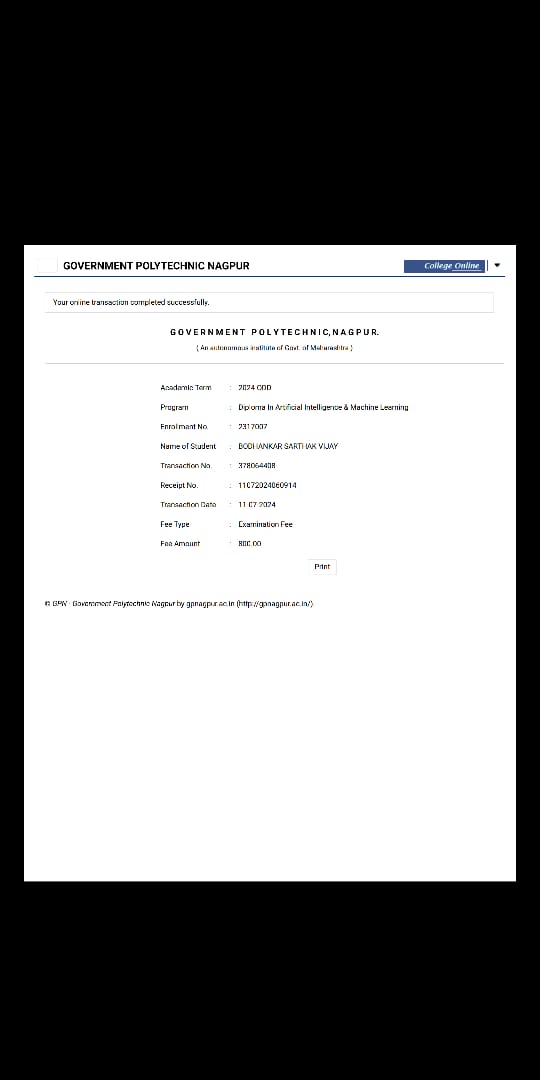 GOVERNMENT POLYTECHNIC NAGPUR
College Online
Your online transaction completed successfully.
GOVERNMENT POLYTECHNIC, NAGPUR.
( An autonomous institute of Govt. of Maharashtra )
Academic Term : 2024 ODD
Program : Diploma In Artificial Intelligence & Machine Learning
Enrollment No. : 2317007
Name of Student : BODHANKAR SARTHAK VIJAY
Transaction No. : 378064408
Receipt No. : 11072024060914
Transaction Date : 11-07-2024
Fee Type : Examination Fee
Fee Amount : 800.00
Print
© GPN - Government Polytechnic Nagpur by gpnagpur.ac.in (http://gpnagpur.ac.in/)